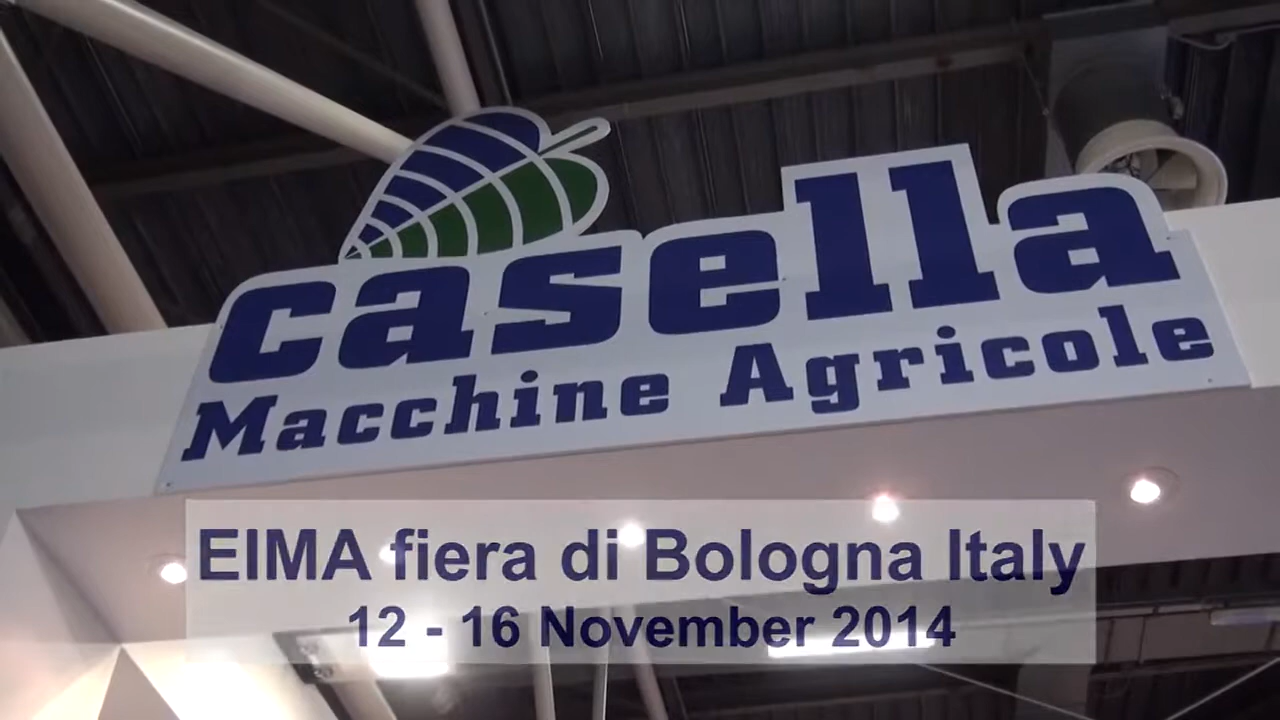 casella
Macchine Agricole
EIMA fiera di Bologna Italy
12 - 16 November 2014